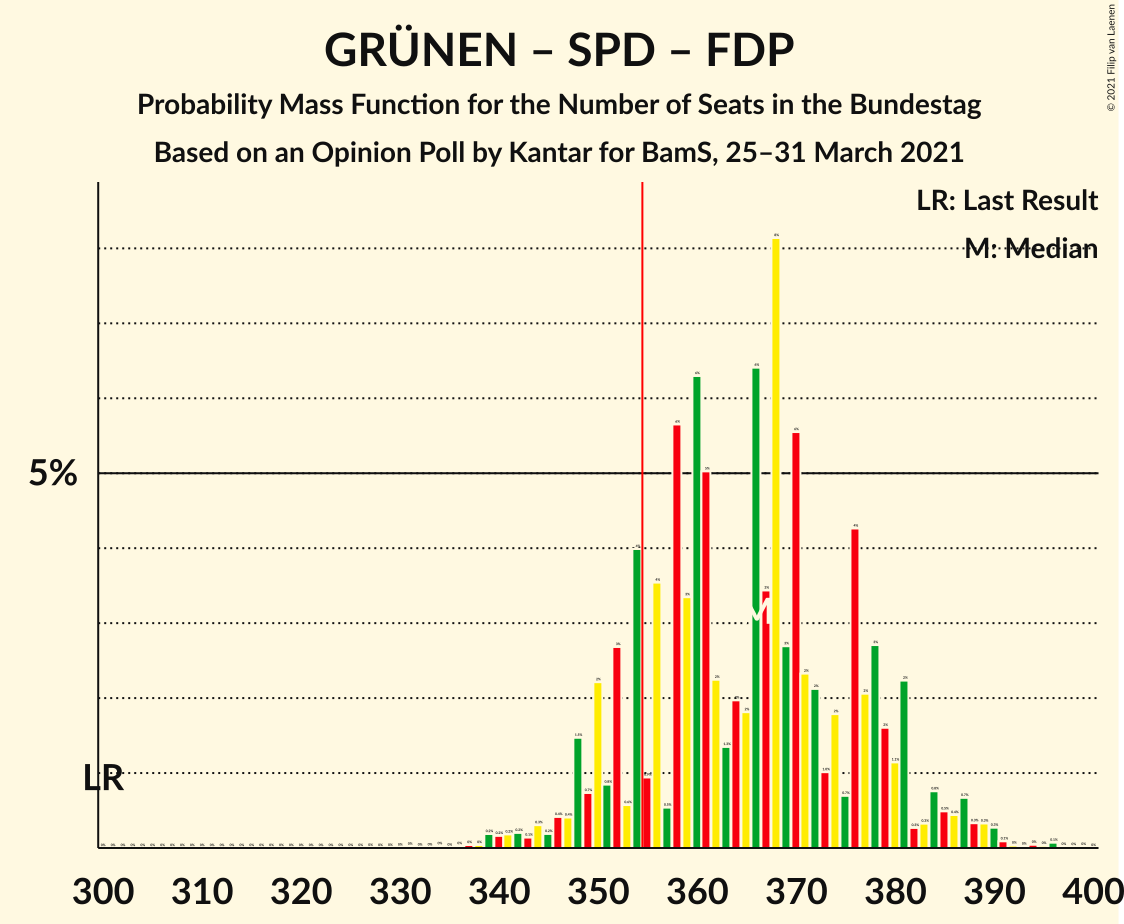 GRÜNEN – SPD – FDP
Probability Mass Function for the Number of Seats in the Bundestag
Based on an Opinion Poll by Kantar for BamS, 25–31 March 2021
© 2021 Filip van Laenen
LR: Last Result
M: Median
5%
LR
M
300 310 320 330 340 350 360 370 380 390 400